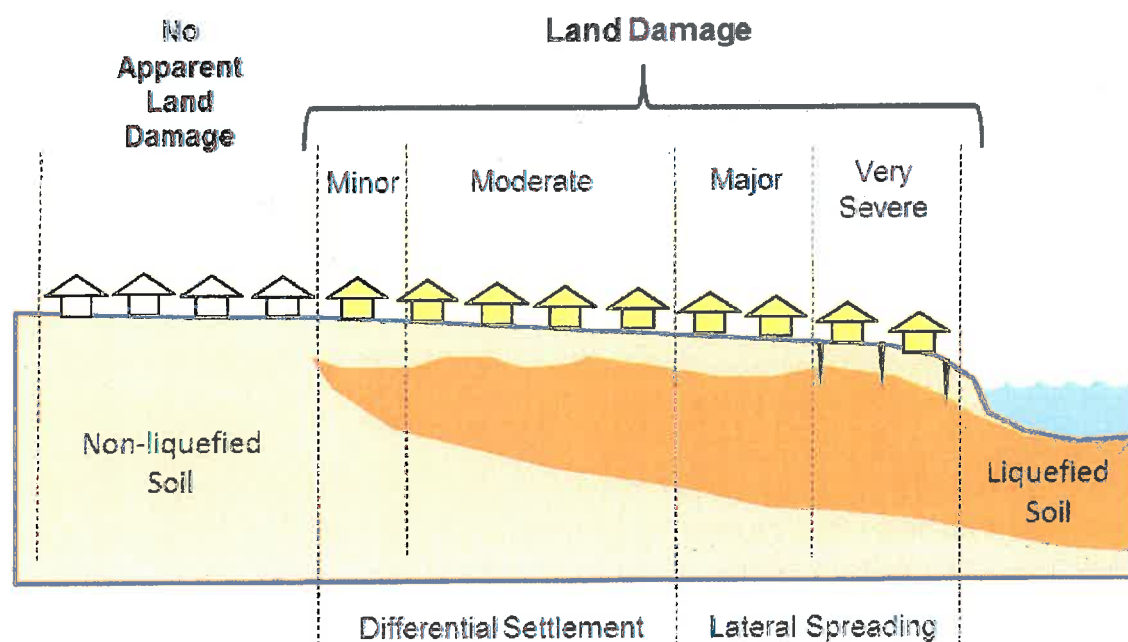 No
Apparent
Land
Damage
Land Damage
Minor
Moderate
Major
Very
Severe
Non-liquefied
Soil
Liquefied
Soil
Differential Settlement
Lateral Spreading